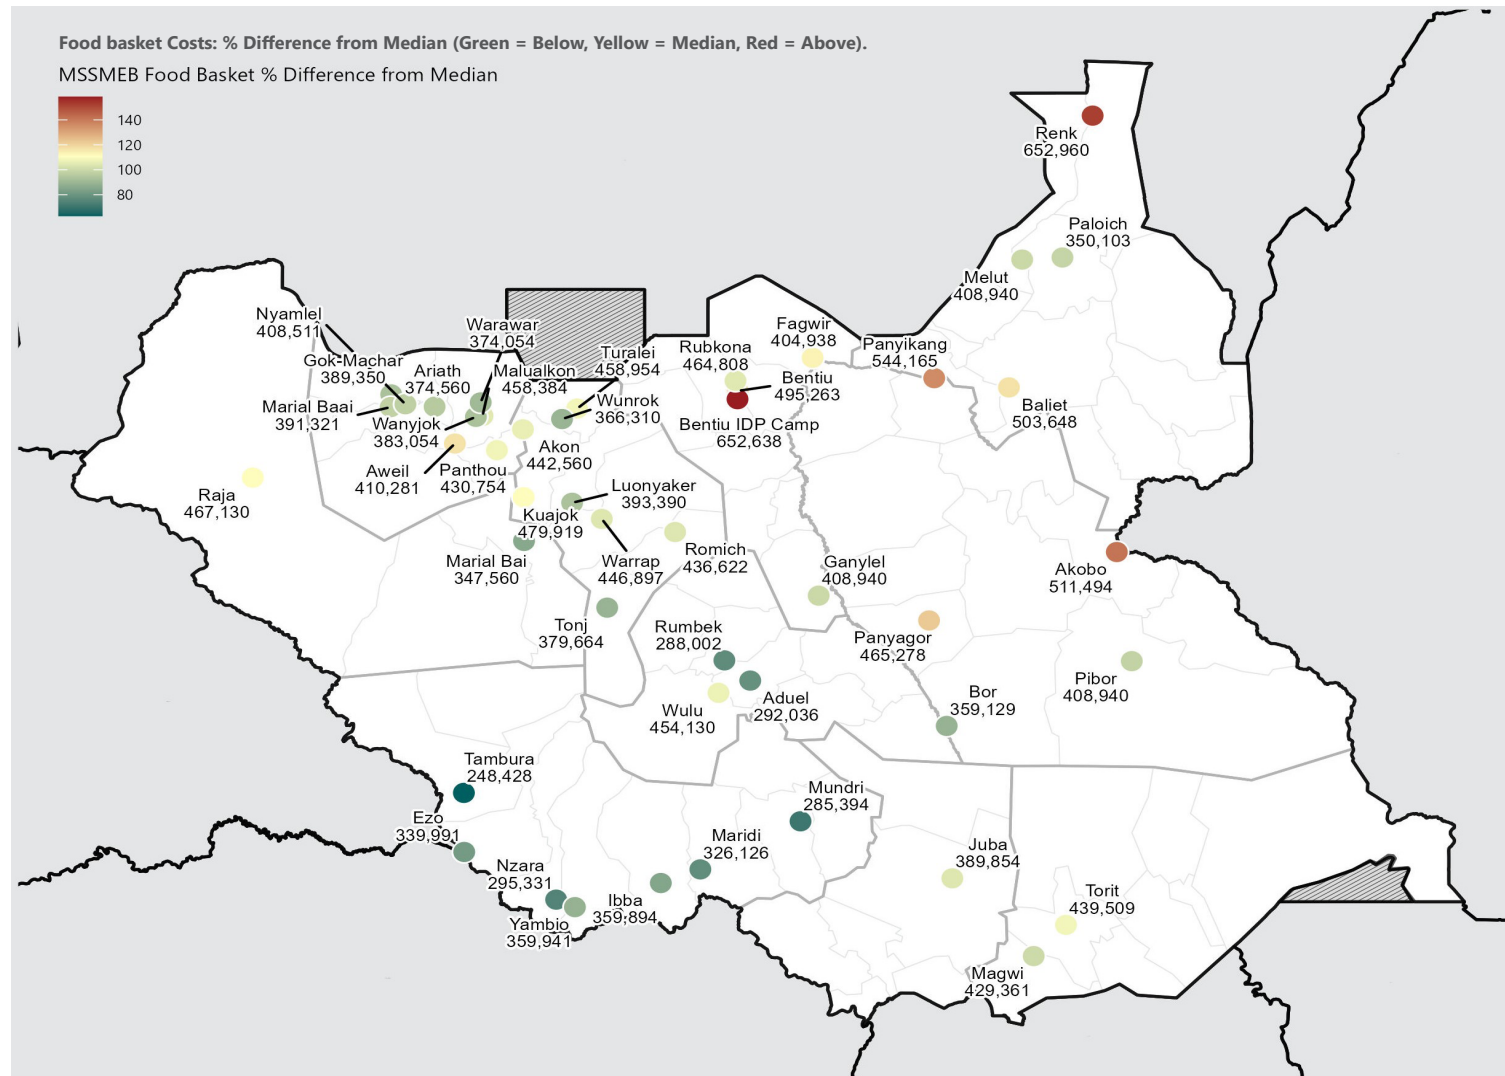 Food basket Costs: % Difference from Median (Green = Below, Yellow = Median, Red = Above).
MSSMEB Food Basket % Difference from Median
140
120
100
80
Renk
652,960
Paloich
350,103
Melut
408,940
Nyamlel
408,511
Warawar
374,054
Gok-Machar
389,350
Ariath
374,560
Malualkon
458,384
Turalei
458,954
Rubkona
464,808
Fagwir
404,938
Panyikang
544,165
Bentiu
495,263
Baliet
503,648
Marial Baai
391,321
Wanyjok
383,054
Wunrok
366,310
Bentiu IDP Camp
652,638
Aweil
410,281
Panthou
430,754
Akon
442,560
Raja
467,130
Luonyaker
393,390
Kuajok
479,919
Marial Bai
347,560
Warrap
446,897
Romich
436,622
Ganylel
408,940
Akobo
511,494
Tonj
379,664
Rumbek
288,002
Panyagor
465,278
Pibor
408,940
Wulu
454,130
Aduel
292,036
Bor
359,129
Tambura
248,428
Mundri
285,394
Ezo
339,991
Maridi
326,126
Juba
389,854
Nzara
295,331
Ibba
359,894
Yambio
359,941
Torit
439,509
Magwi
429,361